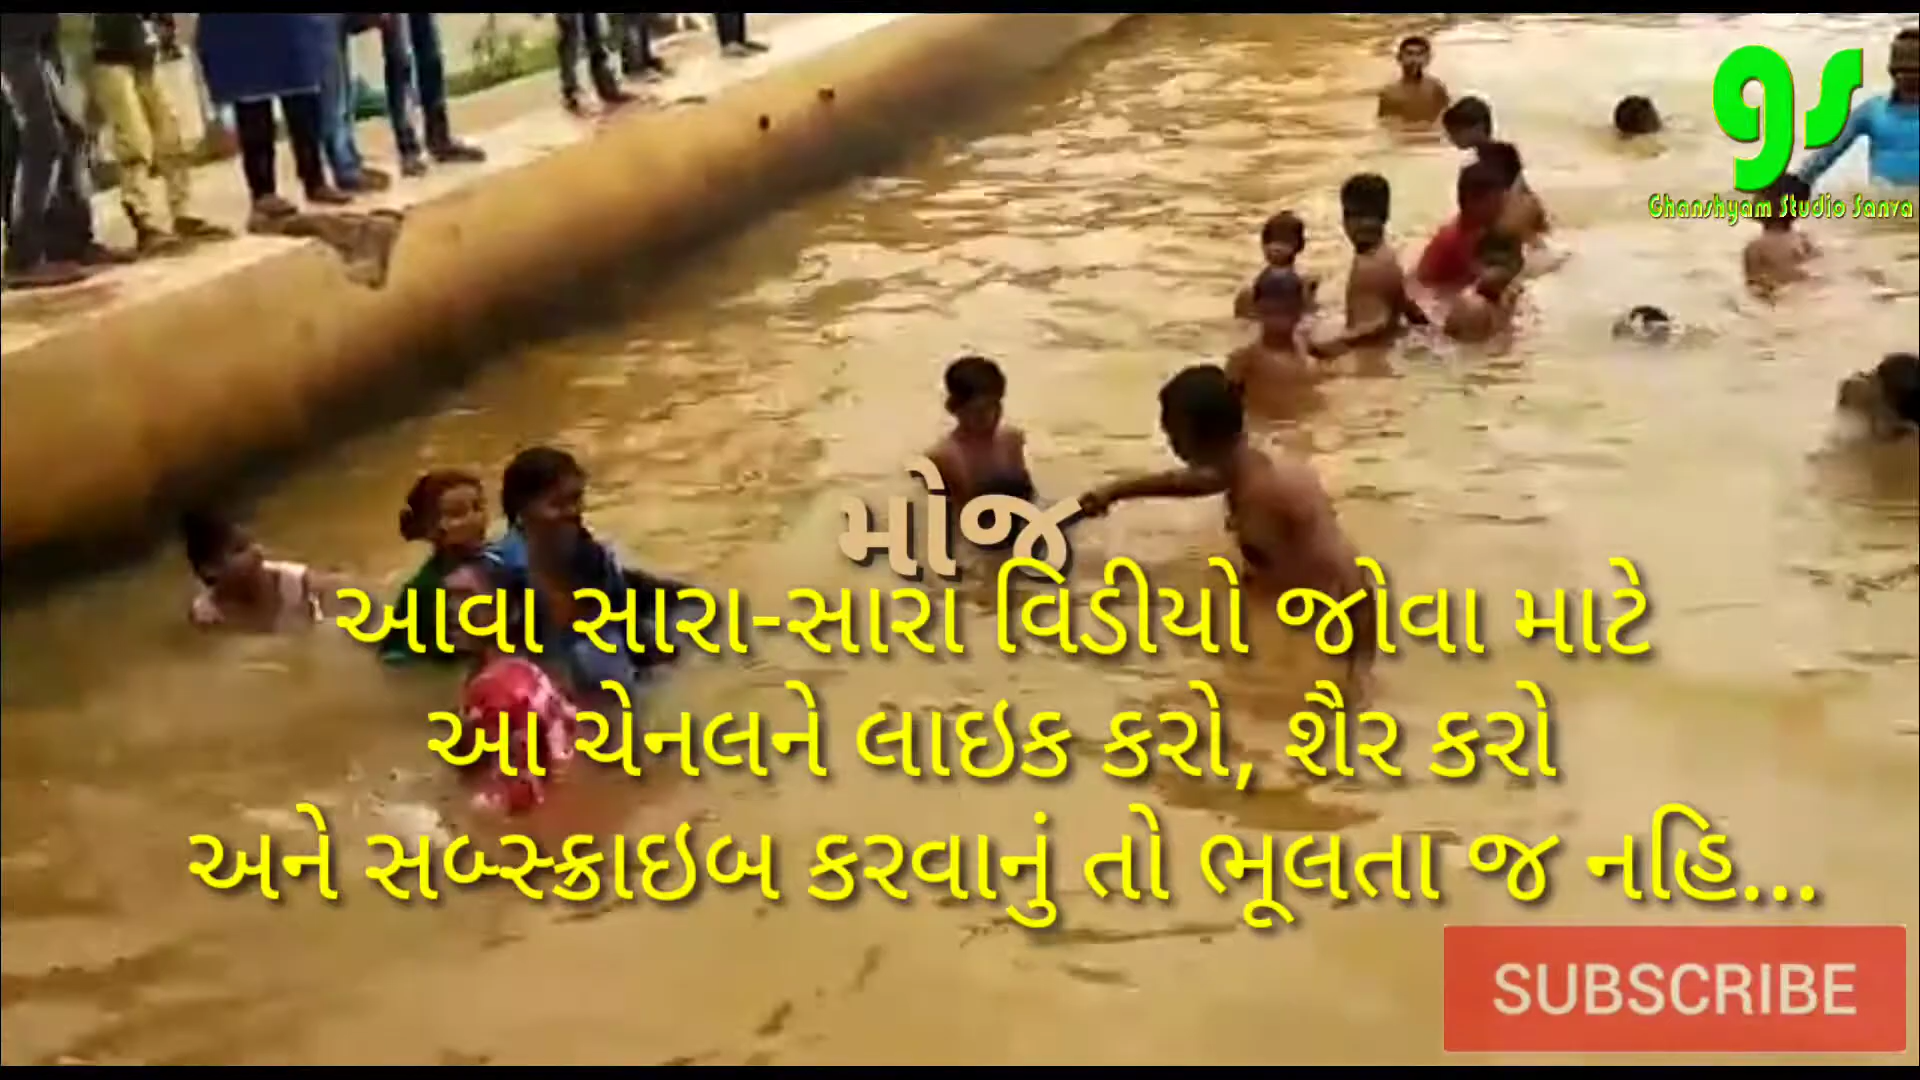 gs
Ghanshyam Studio Sanva
મોજ
આવા સારા-સારા વિડીયો જોવા માટે
આ ચેનલને લાઇક કરો, શૈર કરો
અને સબ્સ્ક્રાઇબ કરવાનું તો ભૂલતા જ નહિ...
SUBSCRIBE